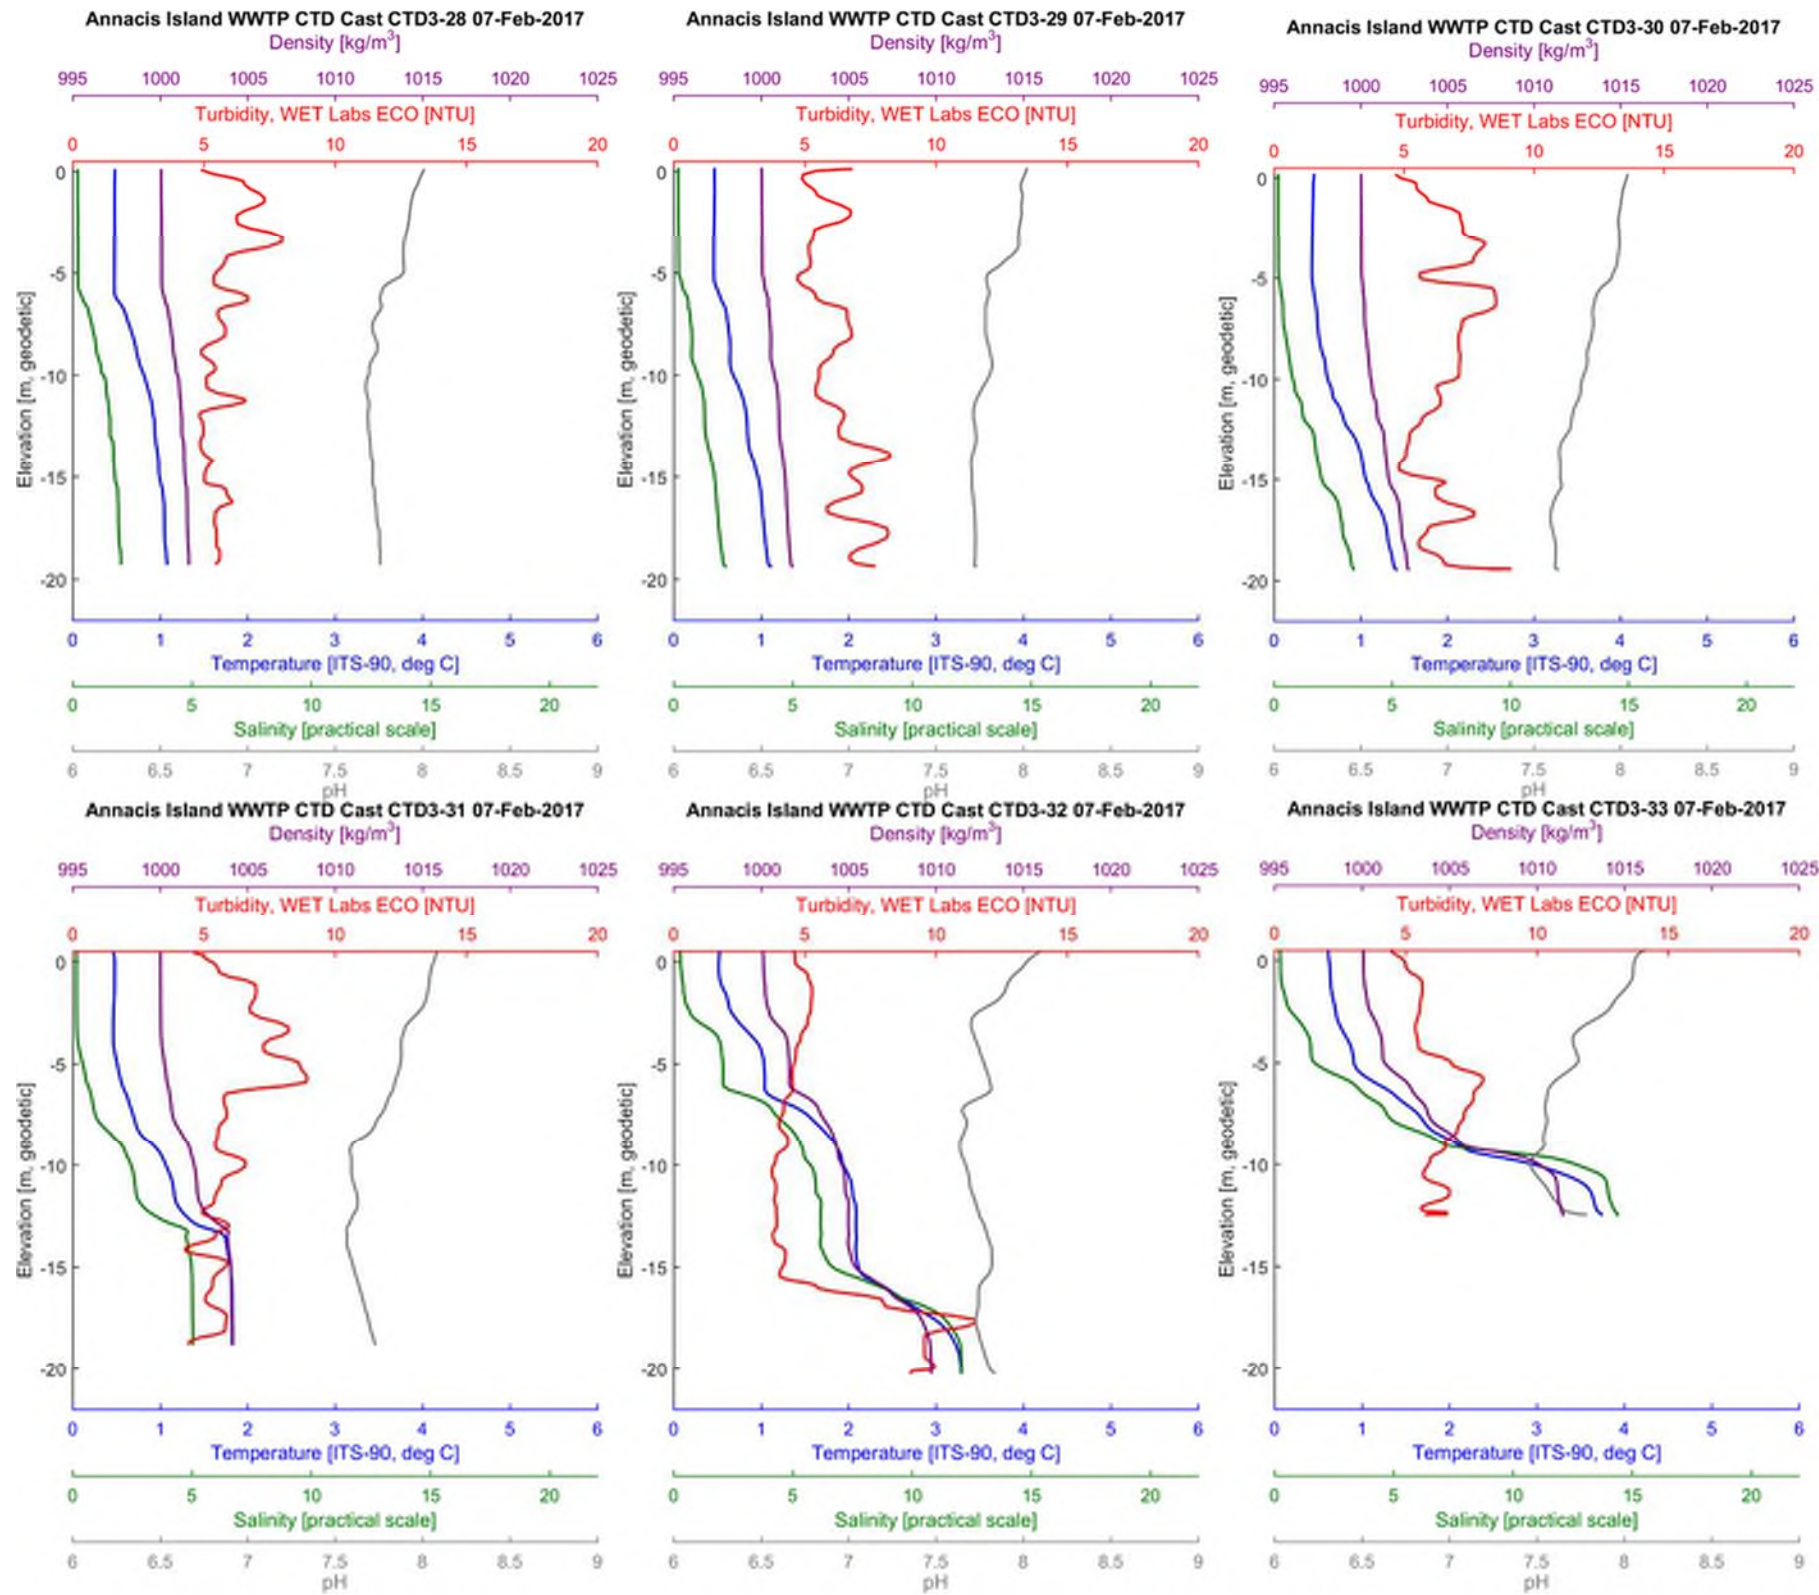 Annacis Island WWTP CTD Cast CTD3-28 07-Feb-2017
Density [kg/m³]
995 1000 1005 1010 1015 1020 1025
Turbidity, WET Labs ECO [NTU]
0 5 10 15 20
Elevation [m, geodetic]
0
-5
-10
-15
-20
0 1 2 3 4 5 6
Temperature [ITS-90, deg C]
0 5 10 15 20
Salinity [practical scale]
6 6.5 7 7.5 8 8.5 9
pH
Annacis Island WWTP CTD Cast CTD3-29 07-Feb-2017
Density [kg/m³]
995 1000 1005 1010 1015 1020 1025
Turbidity, WET Labs ECO [NTU]
0 5 10 15 20
Elevation [m, geodetic]
0
-5
-10
-15
-20
0 1 2 3 4 5 6
Temperature [ITS-90, deg C]
0 5 10 15 20
Salinity [practical scale]
6 6.5 7 7.5 8 8.5 9
pH
Annacis Island WWTP CTD Cast CTD3-30 07-Feb-2017
Density [kg/m³]
995 1000 1005 1010 1015 1020 1025
Turbidity, WET Labs ECO [NTU]
0 5 10 15 20
Elevation [m, geodetic]
0
-5
-10
-15
-20
0 1 2 3 4 5 6
Temperature [ITS-90, deg C]
0 5 10 15 20
Salinity [practical scale]
6 6.5 7 7.5 8 8.5 9
pH
Annacis Island WWTP CTD Cast CTD3-31 07-Feb-2017
Density [kg/m³]
995 1000 1005 1010 1015 1020 1025
Turbidity, WET Labs ECO [NTU]
0 5 10 15 20
Elevation [m, geodetic]
0
-5
-10
-15
-20
0 1 2 3 4 5 6
Temperature [ITS-90, deg C]
0 5 10 15 20
Salinity [practical scale]
6 6.5 7 7.5 8 8.5 9
pH
Annacis Island WWTP CTD Cast CTD3-32 07-Feb-2017
Density [kg/m³]
995 1000 1005 1010 1015 1020 1025
Turbidity, WET Labs ECO [NTU]
0 5 10 15 20
Elevation [m, geodetic]
0
-5
-10
-15
-20
0 1 2 3 4 5 6
Temperature [ITS-90, deg C]
0 5 10 15 20
Salinity [practical scale]
6 6.5 7 7.5 8 8.5 9
pH
Annacis Island WWTP CTD Cast CTD3-33 07-Feb-2017
Density [kg/m³]
995 1000 1005 1010 1015 1020 1025
Turbidity, WET Labs ECO [NTU]
0 5 10 15 20
Elevation [m, geodetic]
0
-5
-10
-15
-20
0 1 2 3 4 5 6
Temperature [ITS-90, deg C]
0 5 10 15 20
Salinity [practical scale]
6 6.5 7 7.5 8 8.5 9
pH